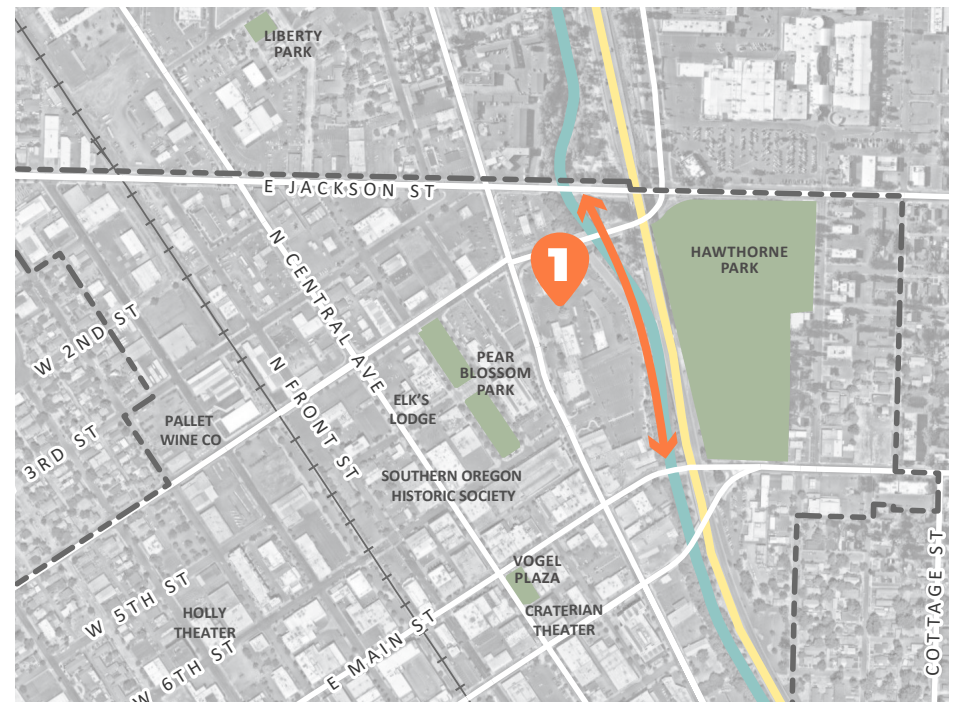 LIBERTY
PARK
E JACKSON ST
HAWTHORNE
PARK
1
N CENTRAL AVE
W 2ND ST
PEAR
BLOSSOM
PARK
N FRONT ST
ELK'S
LODGE
PALLET
WINE CO
3RD ST
SOUTHERN OREGON
HISTORIC SOCIETY
VOGEL
PLAZA
W 5TH ST
HOLLY
THEATER
CRATERIAN
THEATER
E MAIN ST
W 6TH ST
COTTAGE ST